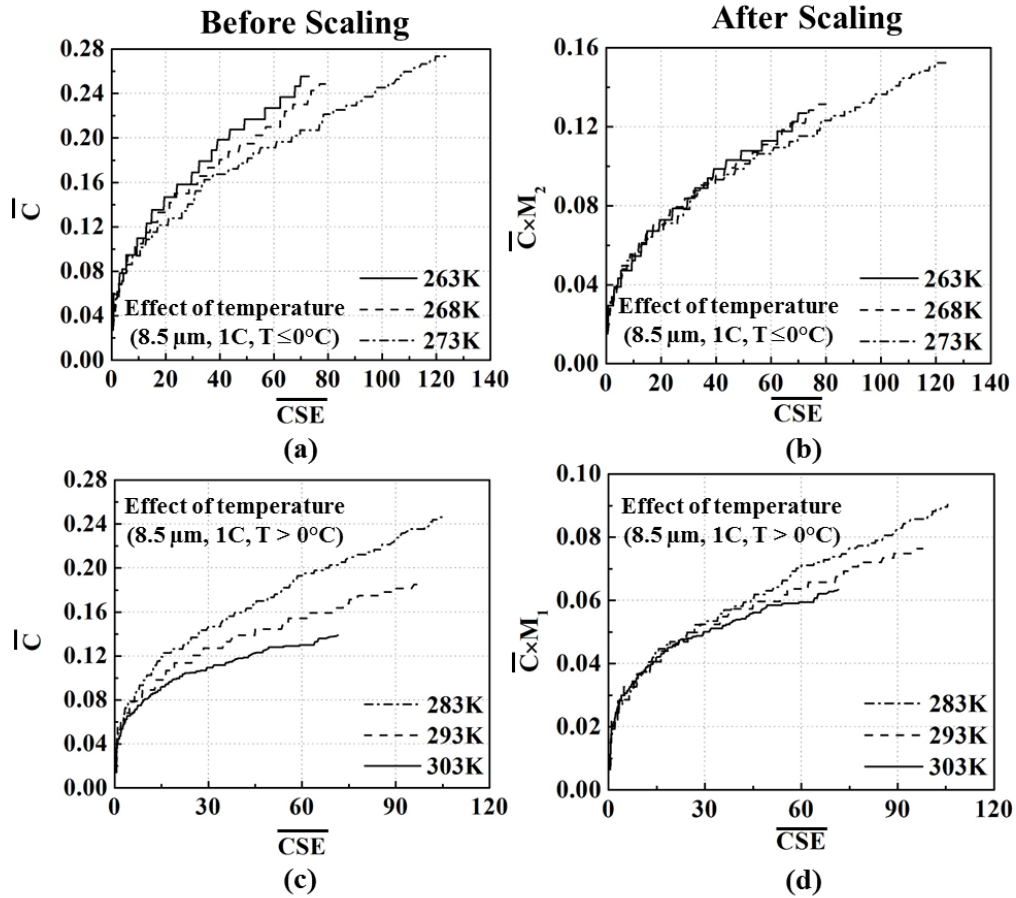 Before Scaling
After Scaling
0.28
0.24
0.20
0.16
0.12
0.08
0.04
0.00
C̅
263K
268K
273K
Effect of temperature
(8.5 μm, 1C, T ≤0°C)
0 20 40 60 80 100 120 140
C̅S̅E̅
(a)
0.16
0.12
0.08
0.04
0.00
C̅×M₂
263K
268K
273K
Effect of temperature
(8.5 μm, 1C, T ≤0°C)
0 20 40 60 80 100 120 140
C̅S̅E̅
(b)
0.28
0.24
0.20
0.16
0.12
0.08
0.04
0.00
C̅
Effect of temperature
(8.5 μm, 1C, T > 0°C)
283K
293K
303K
0 30 60 90 120
C̅S̅E̅
(c)
0.10
0.08
0.06
0.04
0.02
0.00
C̅×M₁
Effect of temperature
(8.5 μm, 1C, T > 0°C)
283K
293K
303K
0 30 60 90 120
C̅S̅E̅
(d)